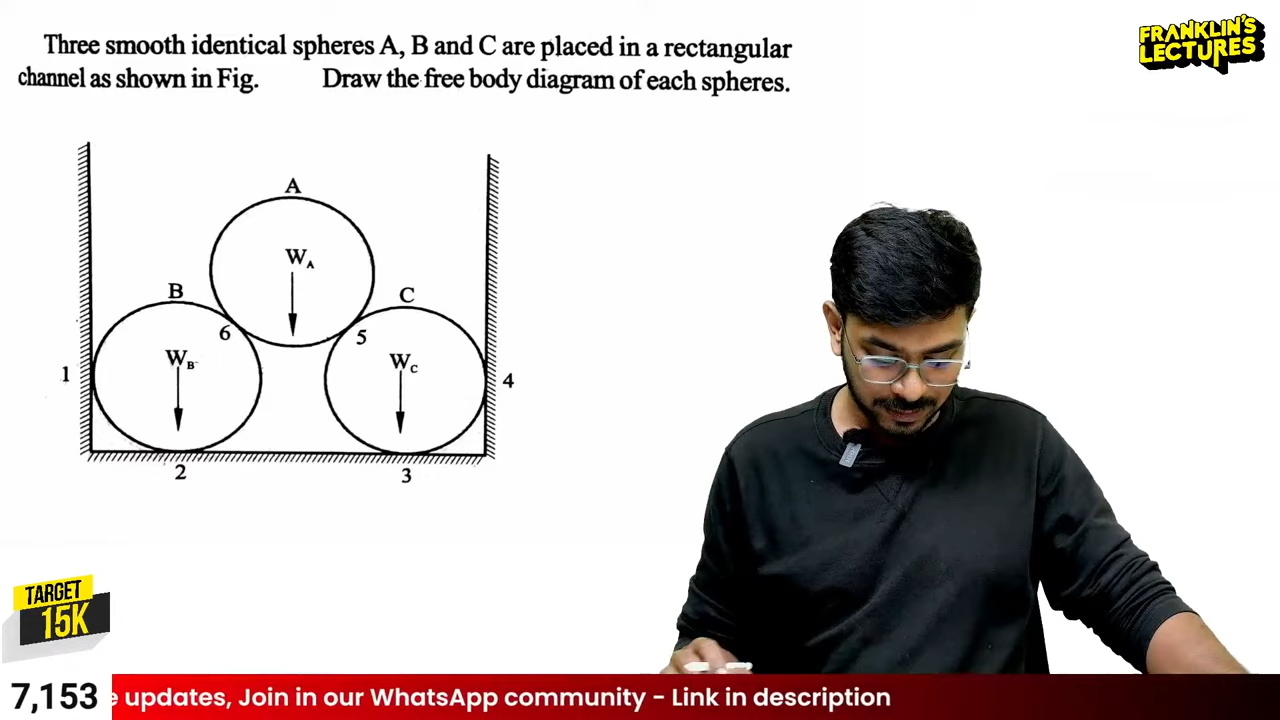 FRANKLIN'S
LECTURES
Three smooth identical spheres A, B and C are placed in a rectangular
channel as shown in Fig. Draw the free body diagram of each spheres.
A
W_A
B
C
6
5
W_B
W_C
1
4
2
3
TARGET
15K
7,153
e updates, Join in our WhatsApp community - Link in description